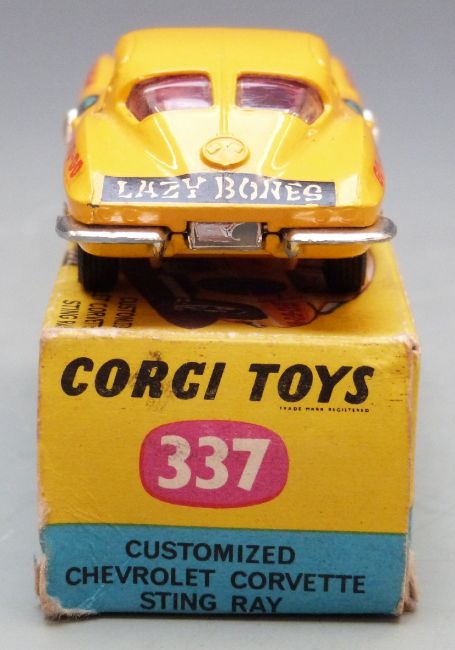 LAZY BONES
CORGI TOYS
TRADE MARK REGISTERED
337
CUSTOMIZED
CHEVROLET CORVETTE
STING RAY